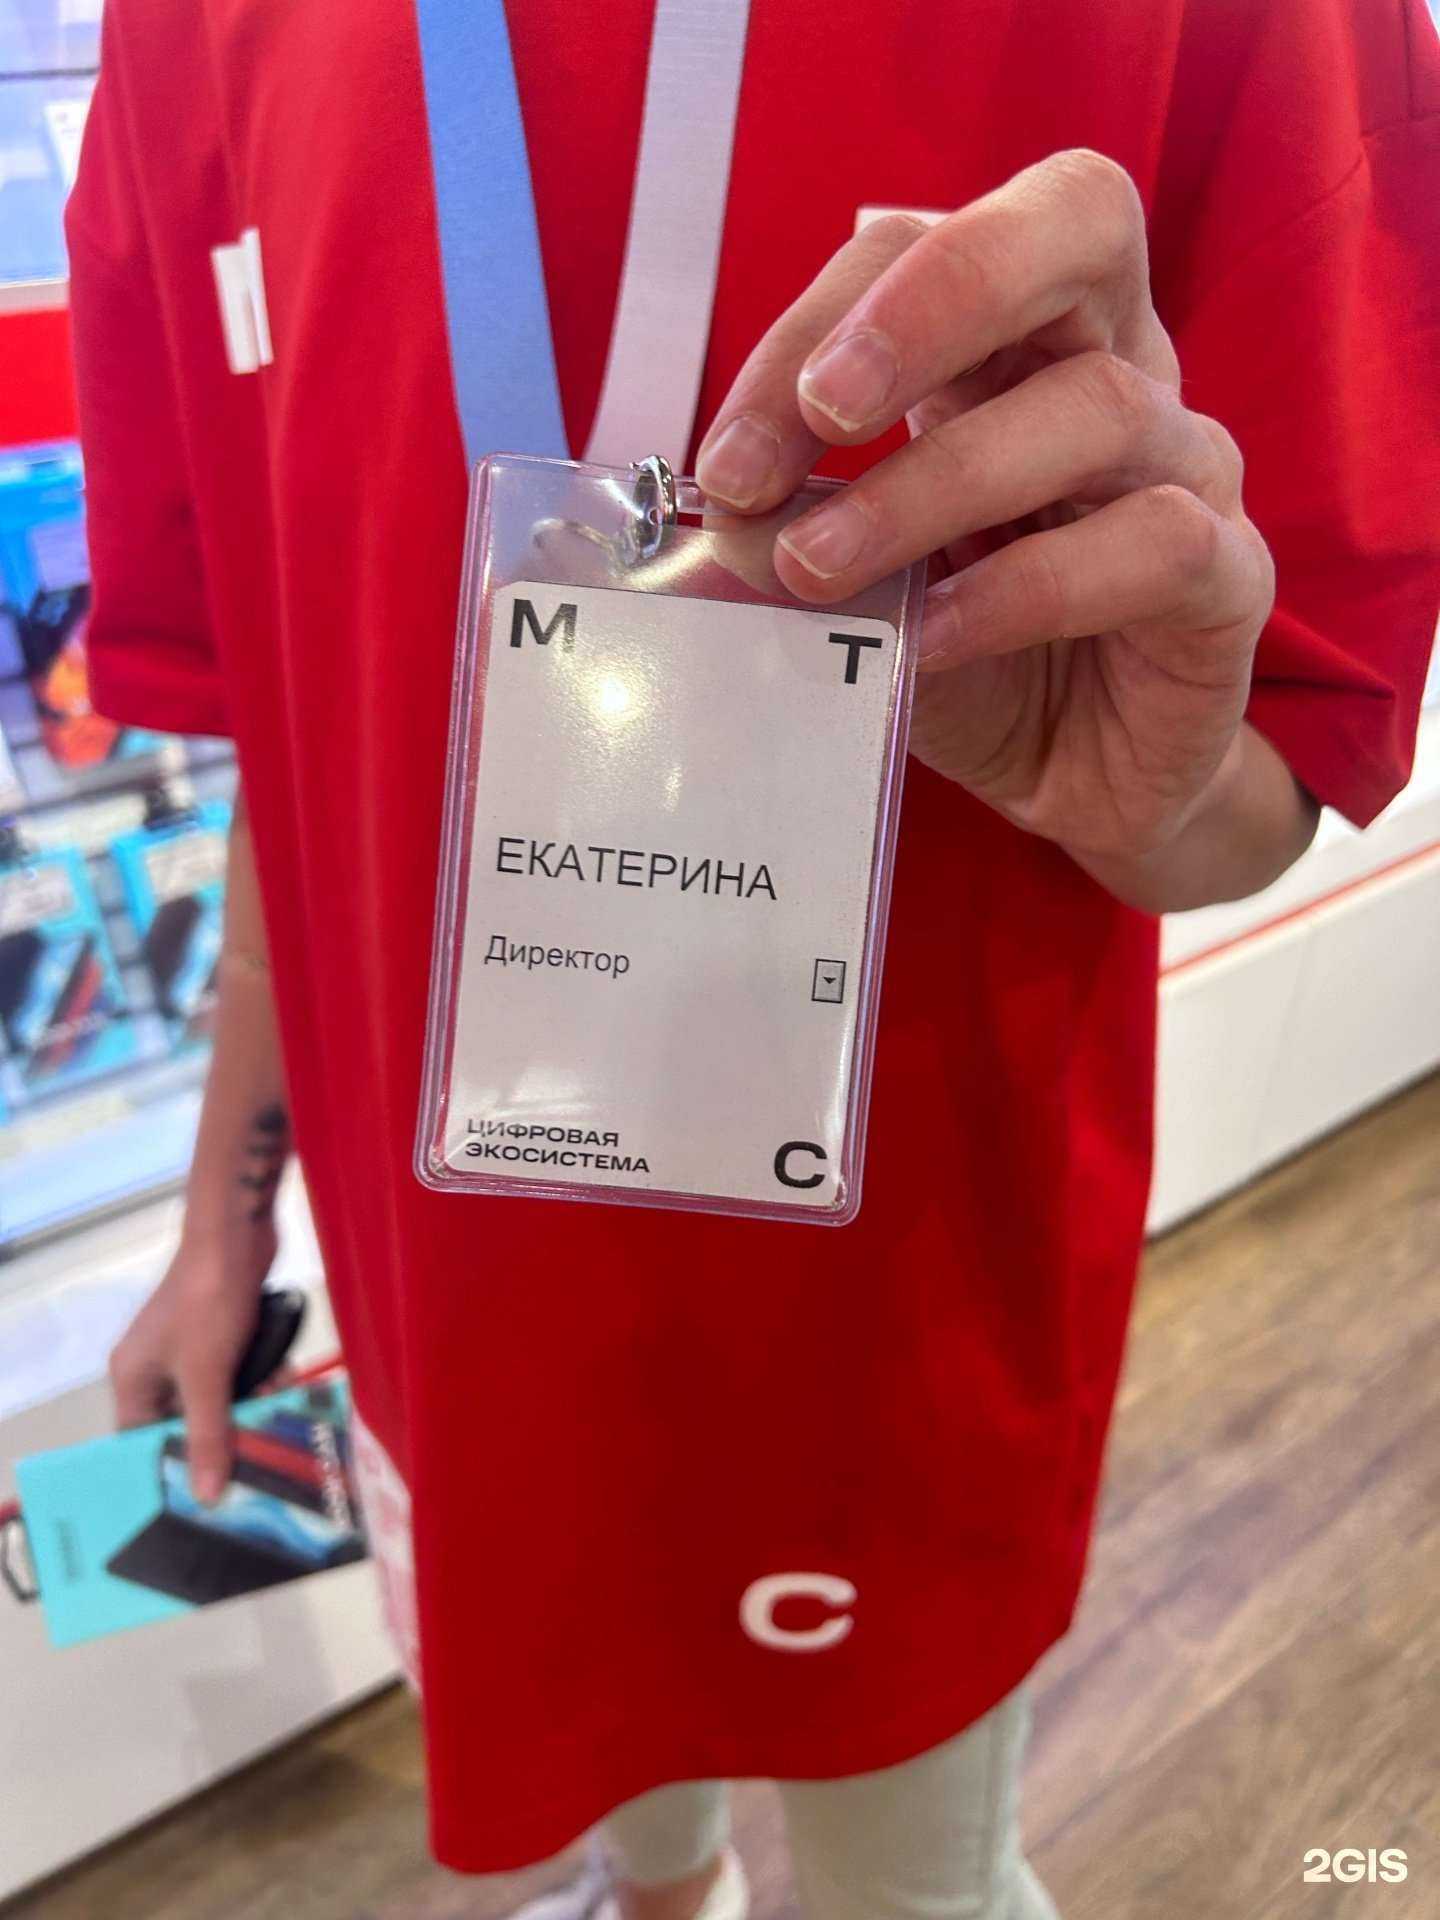 М Т
ЕКАТЕРИНА
Директор
ЦИФРОВАЯ
ЭКОСИСТЕМА
С
С
2GIS